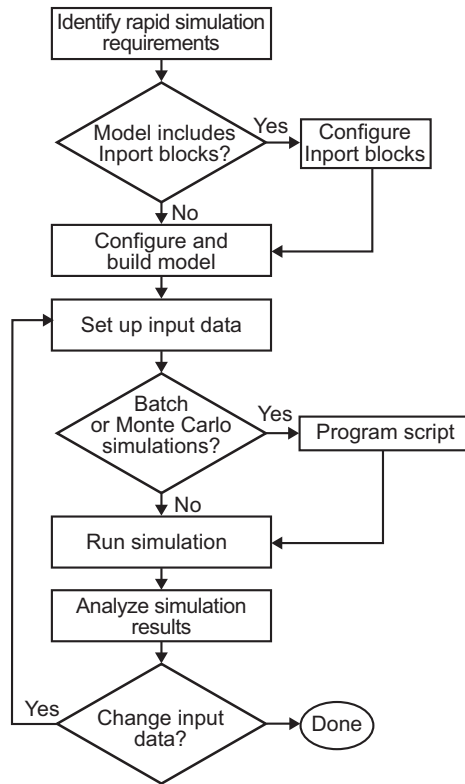 Identify rapid simulation
requirements
Model includes
Inport blocks?
Yes
Configure
Inport blocks
No
Configure and
build model
Set up input data
Batch
or Monte Carlo
simulations?
Yes
Program script
No
Run simulation
Analyze simulation
results
Yes
Change input
data?
Done